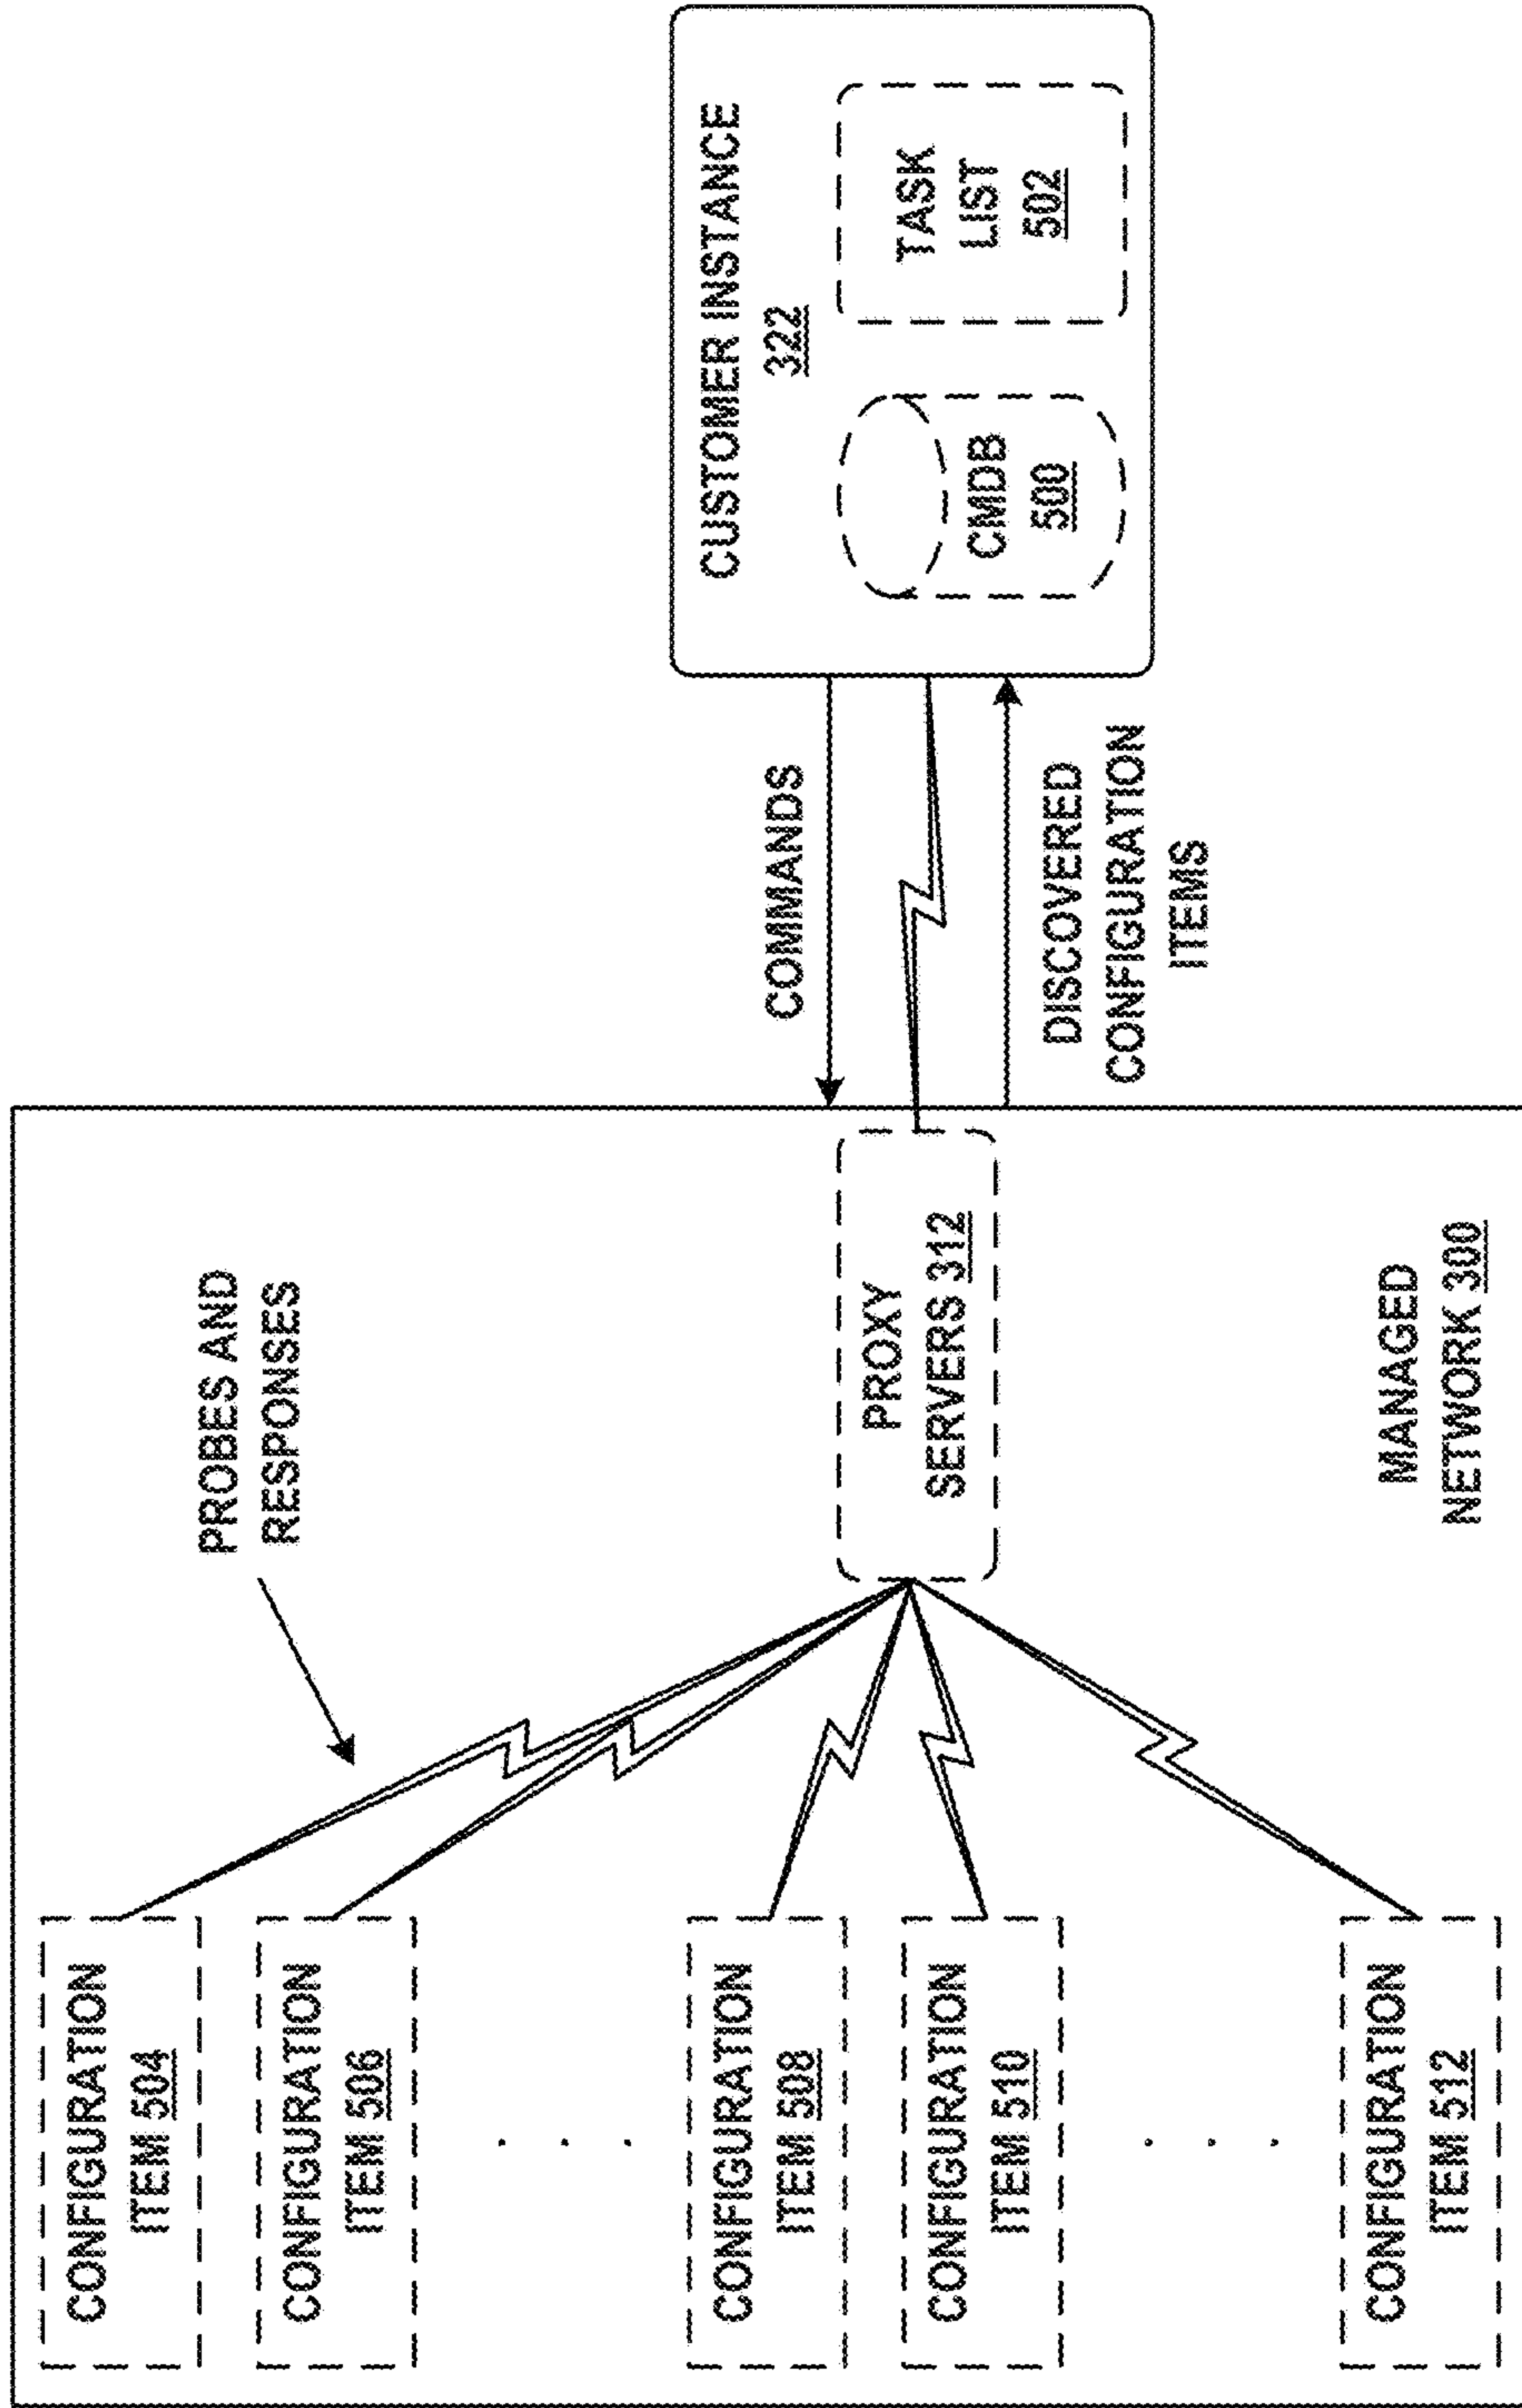 CUSTOMER INSTANCE
322
CMDB
500
TASK
LIST
502
COMMANDS
DISCOVERED
CONFIGURATION
ITEMS
PROBES AND
RESPONSES
PROXY
SERVERS 312
MANAGED
NETWORK 300
CONFIGURATION
ITEM 504
CONFIGURATION
ITEM 506
. . .
CONFIGURATION
ITEM 508
CONFIGURATION
ITEM 510
. . .
CONFIGURATION
ITEM 512